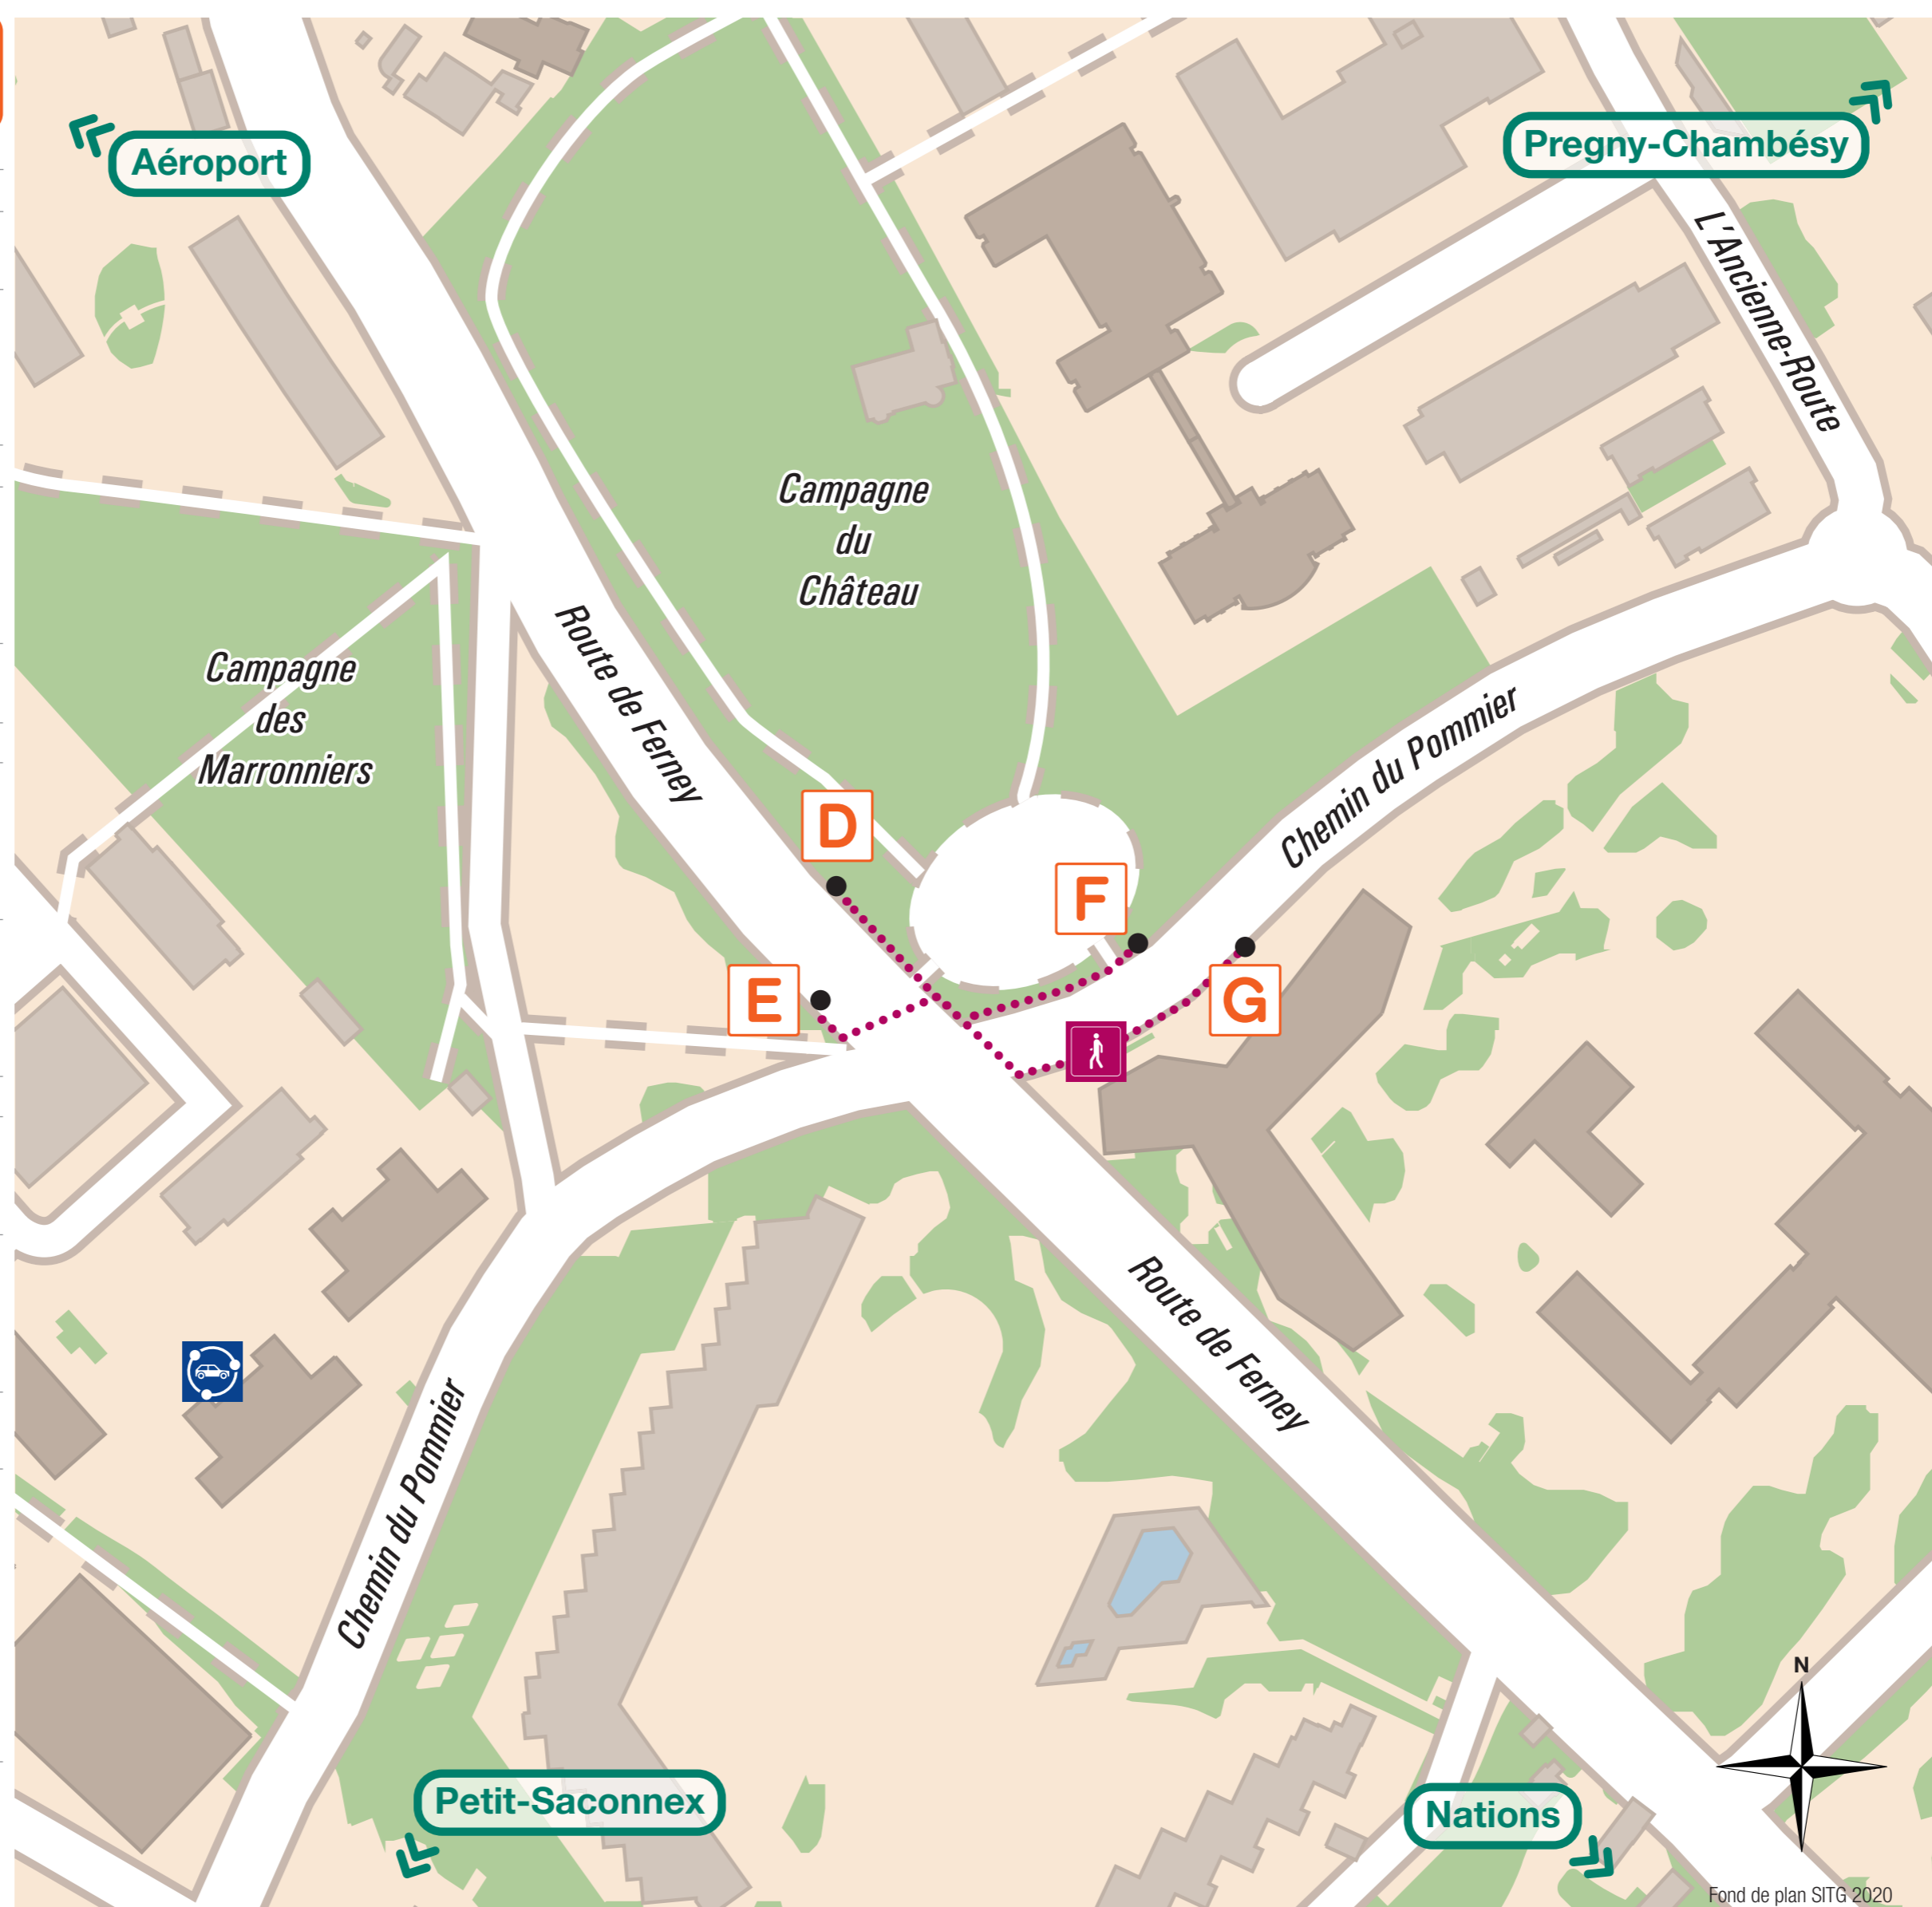 Aéroport
Pregny-Chambésy
L'Ancienne-Route
Campagne
du
Château
Route de Ferney
Campagne
des
Marronniers
Chemin du Pommier
D
F
E
G
Route de Ferney
Chemin du Pommier
N
Petit-Saconnex
Nations
Fond de plan SITG 2020